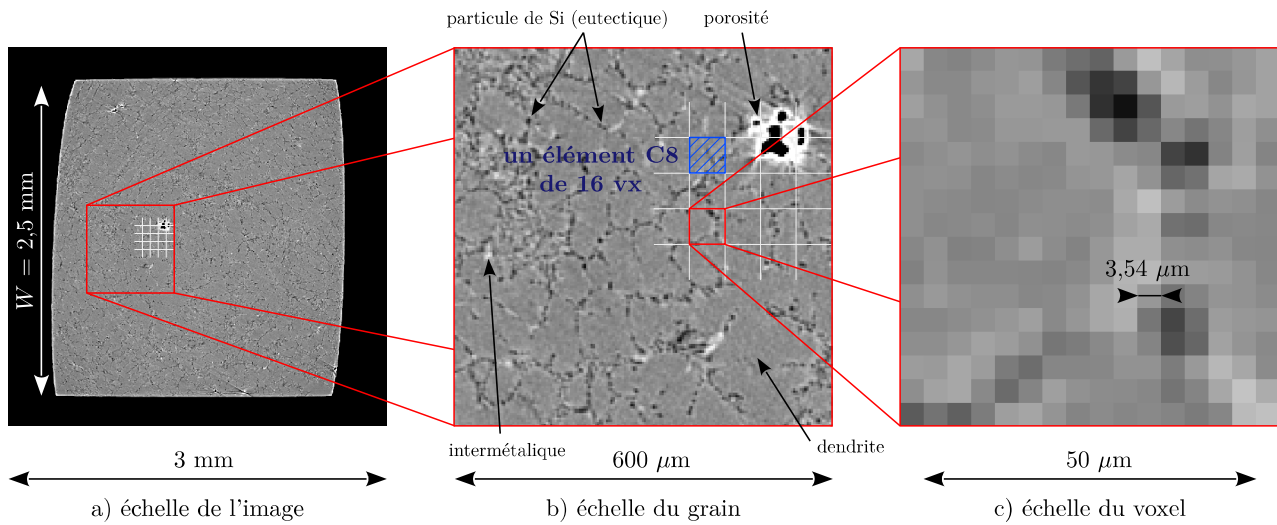 particule de Si (eutectique)
porosité
un élément C8
de 16 vx
W = 2,5 mm
3,54 µm
intermétalique
dendrite
3 mm
600 µm
50 µm
a) échelle de l'image
b) échelle du grain
c) échelle du voxel